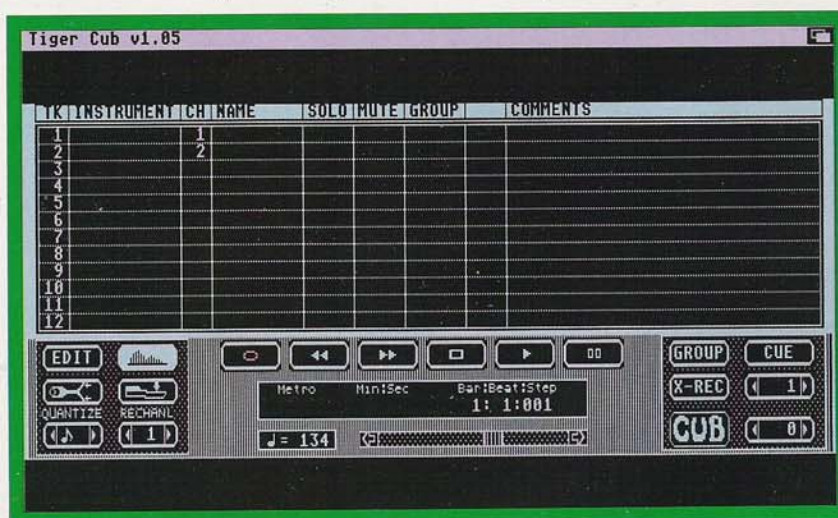 Tiger Cub v1.05
TK INSTRUMENT CH NAME SOLO MUTE GROUP COMMENTS
1 1
2 2
3
4
5
6
7
8
9
10
11
12
EDIT
GROUP CUE
Metro Min:Sec Bar:Beat:Step
1: 1:001
X-REC 1
QUANTIZE RECHANL
1
♩= 134
CUB 0